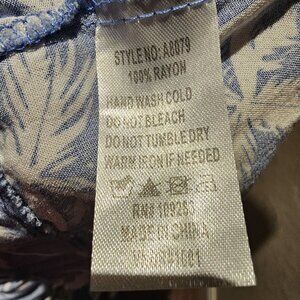 STYLE NO: A8079
100% RAYON
HAND WASH COLD
DO NOT BLEACH
DO NOT TUMBLE DRY
WARM IRON IF NEEDED
RN#
MADE IN CHINA